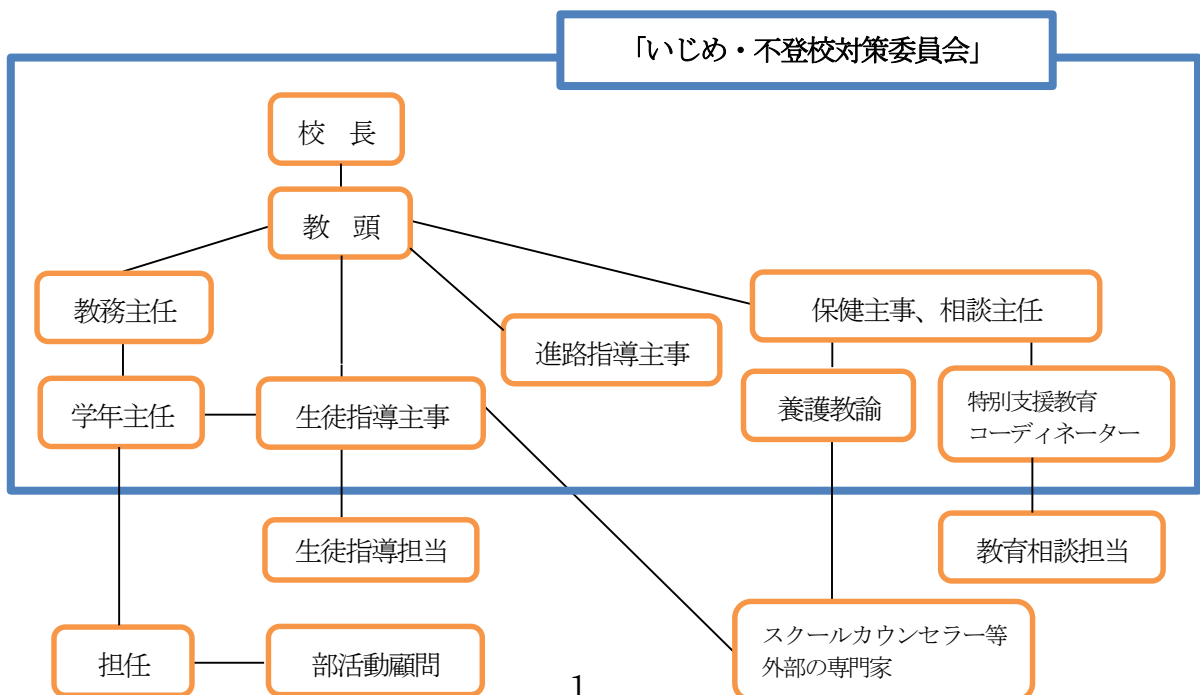 「いじめ・不登校対策委員会」
校　長
教　頭
教務主任
保健主事、相談主任
進路指導主事
学年主任
生徒指導主事
養護教諭
特別支援教育
コーディネーター
生徒指導担当
教育相談担当
担任
部活動顧問
スクールカウンセラー等
外部の専門家
1